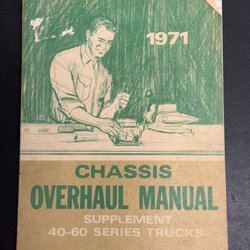 1971
CHASSIS
OVERHAUL MANUAL
SUPPLEMENT
40-60 SERIES TRUCKS